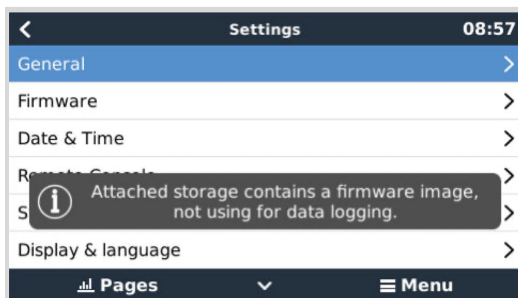 Settings
08:57
General
Firmware
Date & Time
Attached storage contains a firmware image,
not using for data logging.
Display & language
Pages
Menu